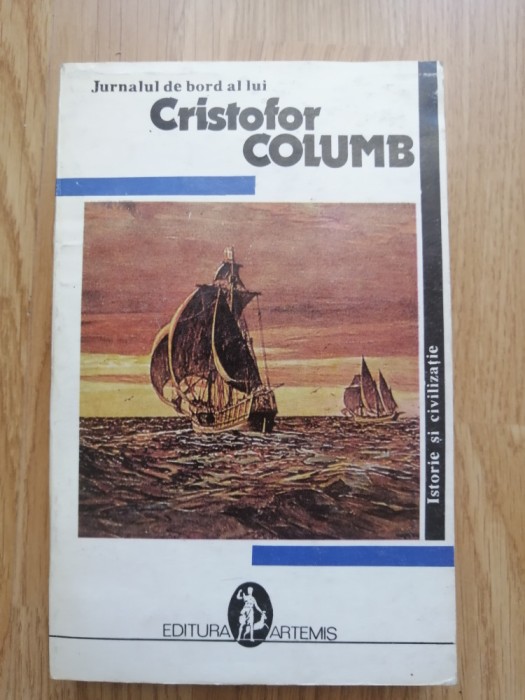 Jurnalul de bord al lui
Cristofor
COLUMB
Istorie și civilizație
EDITURA ARTEMIS